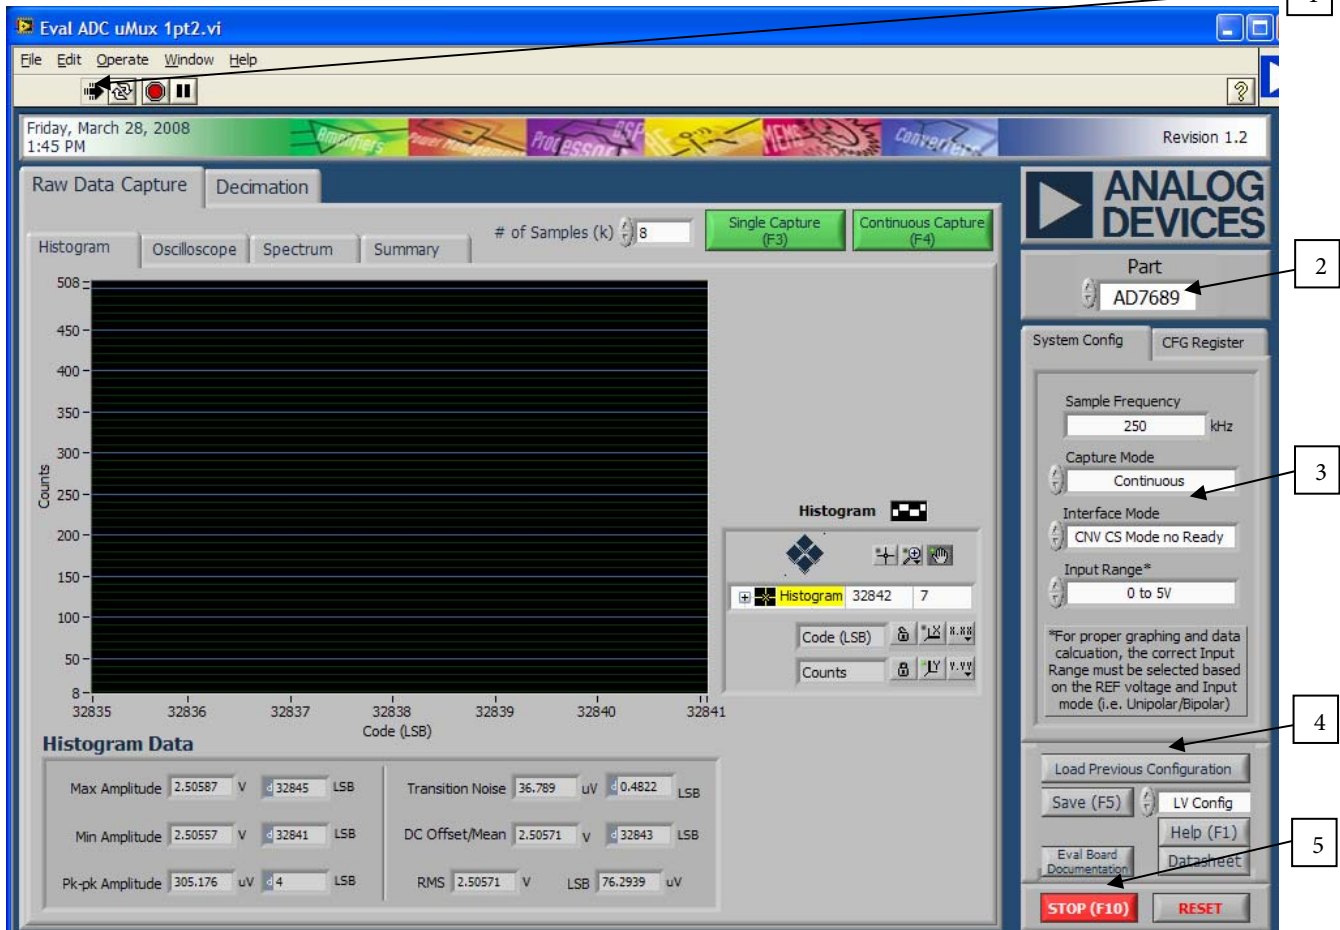 Eval ADC uMux 1pt2.vi
File Edit Operate Window Help
Friday, March 28, 2008
1:45 PM
Amplifiers Power Management Processor DSP RF MEMS Converters
Revision 1.2
Raw Data Capture Decimation
ANALOG
DEVICES
# of Samples (k) 8
Single Capture
(F3)
Continuous Capture
(F4)
Histogram Oscilloscope Spectrum Summary
Part
AD7689
2
508
450
400
350
300
250
200
150
100
50
8
Counts
32835 32836 32837 32838 32839 32840 32841
Code (LSB)
Histogram
Histogram 32842 7
Code (LSB) X X.XX
Counts Y Y.YY
System Config CFG Register
Sample Frequency
250 kHz
Capture Mode
Continuous
3
Interface Mode
CNV CS Mode no Ready
Input Range*
0 to 5V
*For proper graphing and data
calcuation, the correct Input
Range must be selected based
on the REF voltage and Input
mode (i.e. Unipolar/Bipolar)
4
Load Previous Configuration
Save (F5) LV Config
Help (F1)
Eval Board
Documentation
Datasheet
5
STOP (F10) RESET
Histogram Data
Max Amplitude 2.50587 V d 32845 LSB
Transition Noise 36.789 uV d 0.4822 LSB
Min Amplitude 2.50557 V d 32841 LSB
DC Offset/Mean 2.50571 V d 32843 LSB
Pk-pk Amplitude 305.176 uV d 4 LSB
RMS 2.50571 V LSB 76.2939 uV